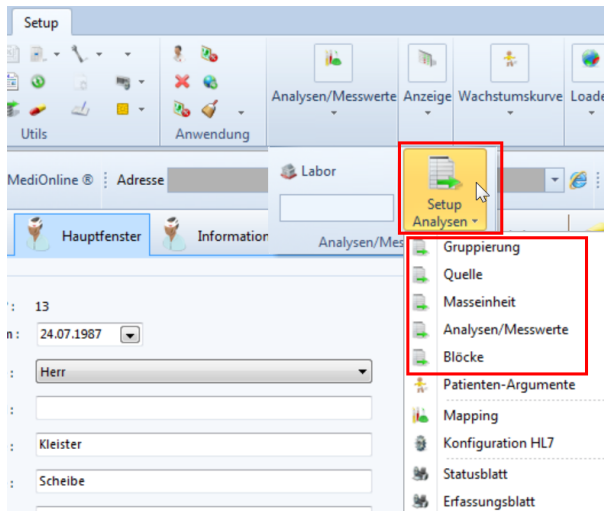 Setup
Analysen/Messwerte Anzeige Wachstumskurve Loade
Utils Anwendung
MediOnline ® Adresse
Labor
Setup
Analysen
Analysen/Mes
Hauptfenster Information
Gruppierung
Quelle
Masseinheit
Analysen/Messwerte
Blöcke
Patienten-Argumente
Mapping
Konfiguration HL7
Statusblatt
Erfassungsblatt
: 13
n : 24.07.1987
: Herr
:
: Kleister
: Scheibe